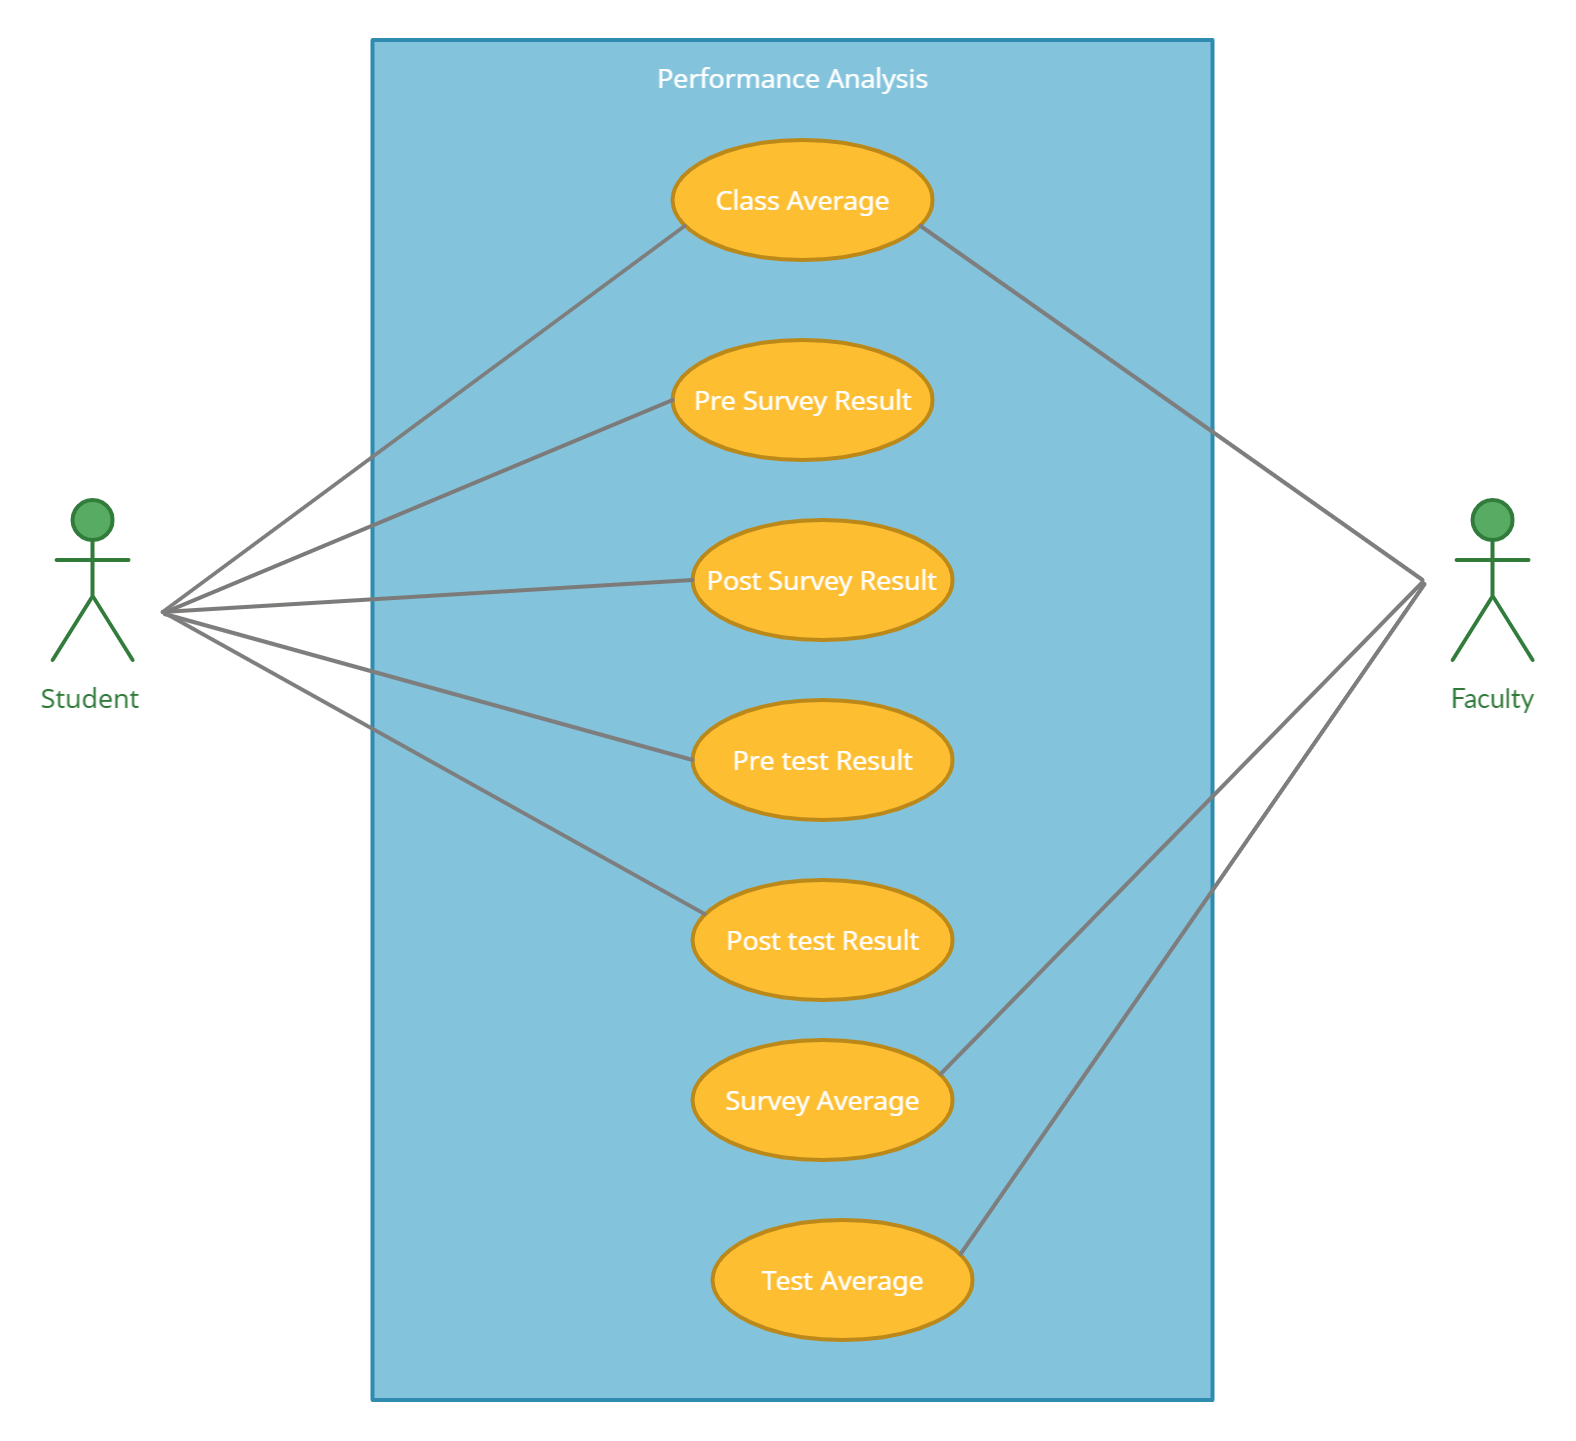 Performance Analysis
Class Average
Pre Survey Result
Post Survey Result
Student
Faculty
Pre test Result
Post test Result
Survey Average
Test Average